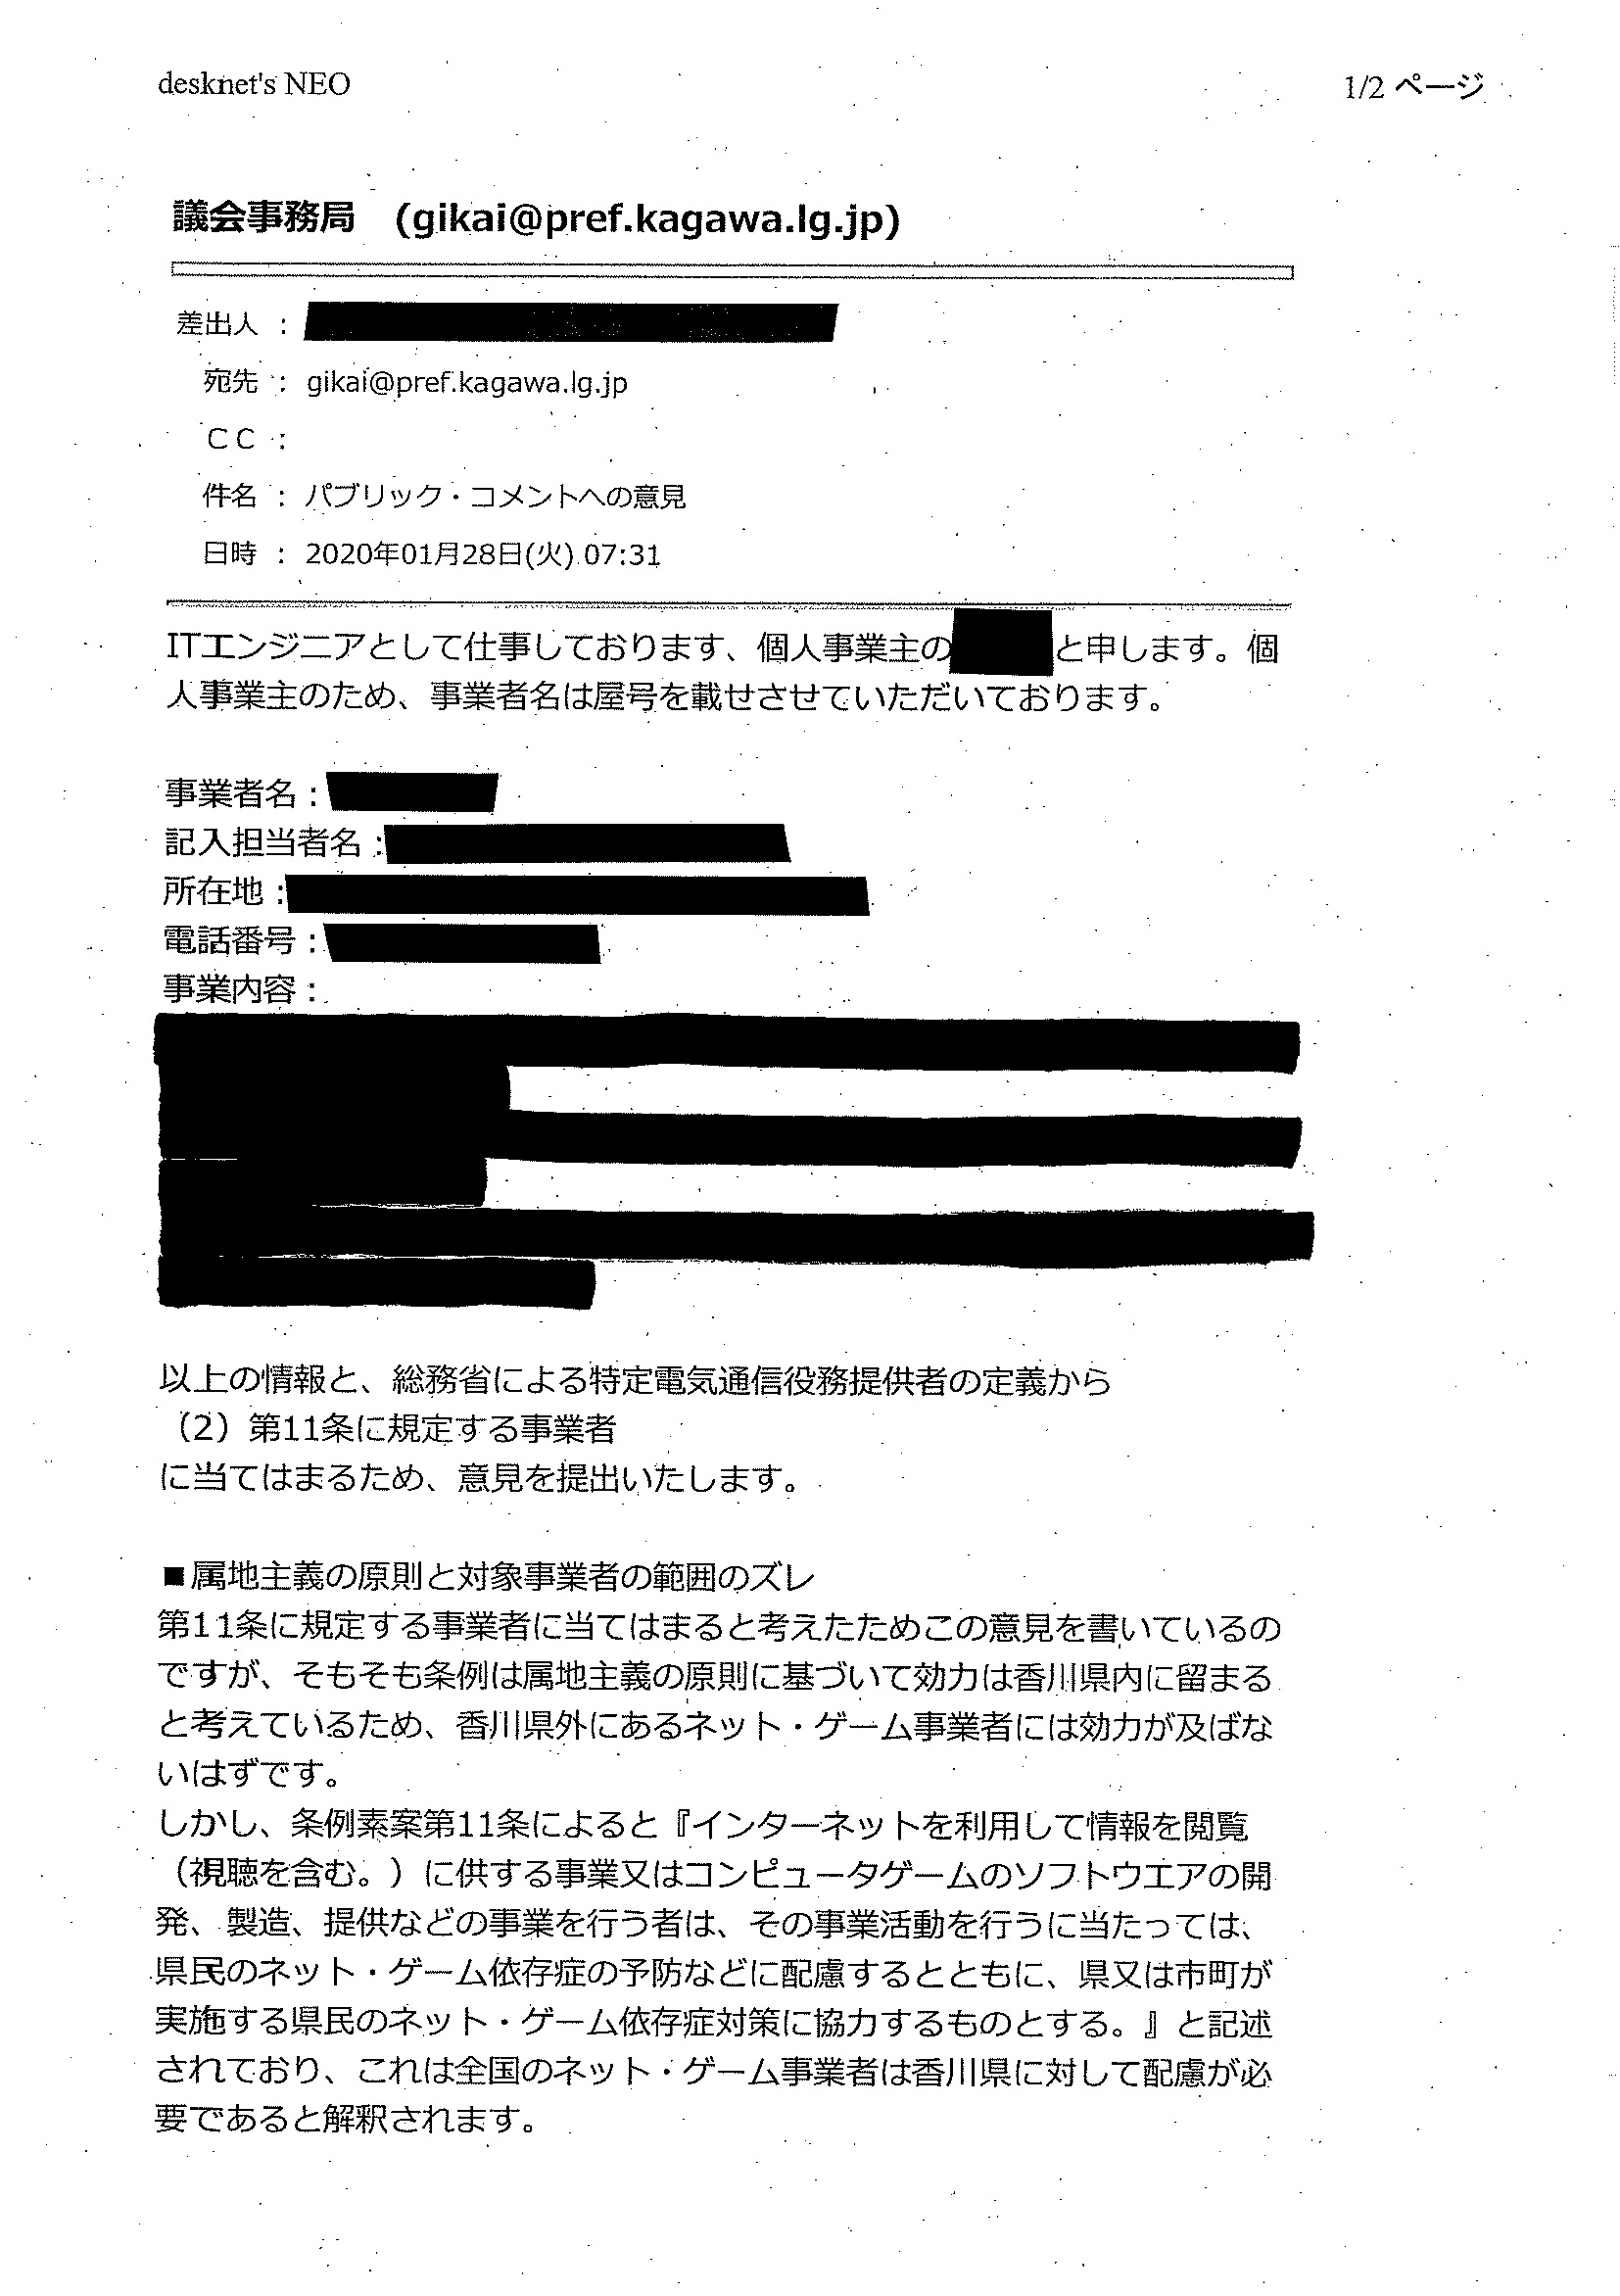 desknet's NEO
1/2 ページ
議会事務局 (gikai@pref.kagawa.lg.jp)
差出人 :
宛先 : gikai@pref.kagawa.lg.jp
CC :
件名 : パブリック・コメントへの意見
日時 : 2020年01月28日(火) 07:31
ITエンジニアとして仕事しております、個人事業主の と申します。個
人事業主のため、事業者名は屋号を載せさせていただいております。
事業者名:
記入担当者名:
所在地:
電話番号:
事業内容:
以上の情報と、総務省による特定電気通信役務提供者の定義から
(2)第11条に規定する事業者
に当てはまるため、意見を提出いたします。
■属地主義の原則と対象事業者の範囲のズレ
第11条に規定する事業者に当てはまると考えたためこの意見を書いているの
ですが、そもそも条例は属地主義の原則に基づいて効力は香川県内に留まる
と考えているため、香川県外にあるネット・ゲーム事業者には効力が及ばな
いはずです。
しかし、条例素案第11条によると『インターネットを利用して情報を閲覧
(視聴を含む。)に供する事業又はコンピュータゲームのソフトウエアの開
発、製造、提供などの事業を行う者は、その事業活動を行うに当たっては、
県民のネット・ゲーム依存症の予防などに配慮するとともに、県又は市町が
実施する県民のネット・ゲーム依存症対策に協力するものとする。』と記述
されており、これは全国のネット・ゲーム事業者は香川県に対して配慮が必
要であると解釈されます。